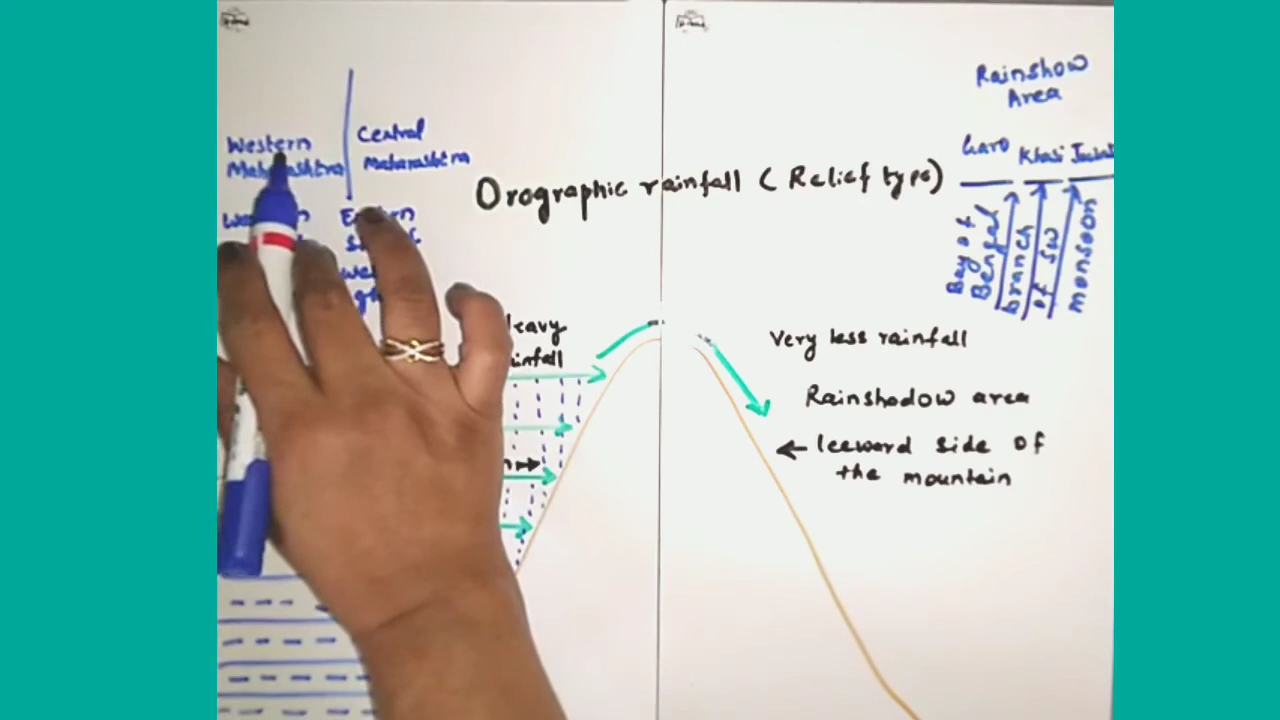 Rainshow
Area
Western
Maharashtra
Central
Maharashtra
Garo Khasi
Orographic rainfall (Relief type)
Bay of
Bengal
branch
of SW
monsoon
Heavy
Very less rainfall
Rainshadow area
← leeward side of
the mountain